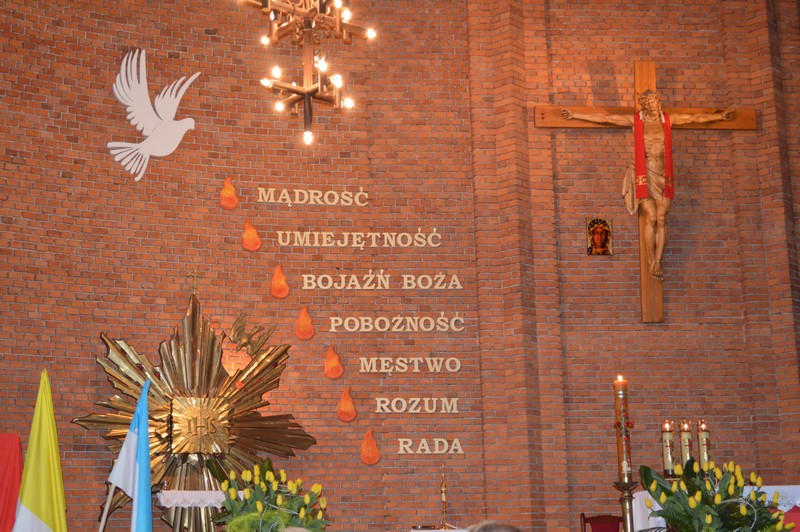 MĄDROŚĆ
UMIEJĘTNOŚĆ
BOJAŹŃ BOŻA
POBOŻNOŚĆ
MĘSTWO
ROZUM
RADA
IHS